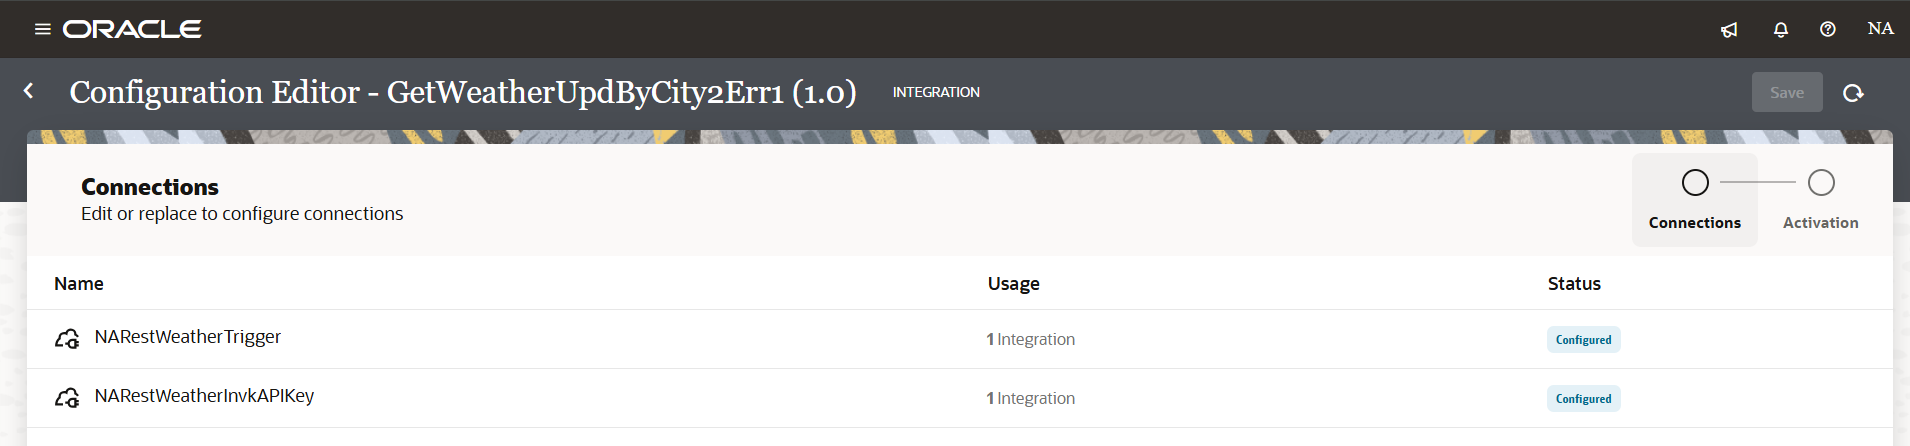 ORACLE
NA
Configuration Editor - GetWeatherUpdByCity2Err1 (1.0)
INTEGRATION
Save
Connections
Edit or replace to configure connections
Connections
Activation
Name
Usage
Status
NARestWeatherTrigger
1 Integration
Configured
NARestWeatherInvkAPIKey
1 Integration
Configured